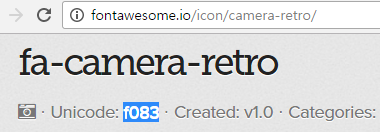 fontawesome.io/icon/camera-retro/
fa-camera-retro
· Unicode: f083 · Created: v1.0 · Categories: